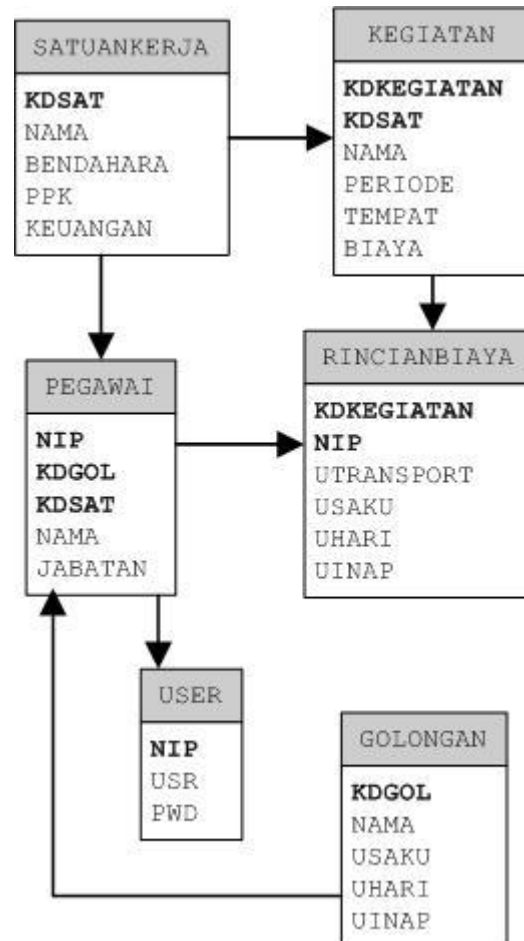 SATUANKERJA
KDSAT
NAMA
BENDAHARA
PPK
KEUANGAN
KEGIATAN
KDKEGIATAN
KDSAT
NAMA
PERIODE
TEMPAT
BIAYA
PEGAWAI
NIP
KDGOL
KDSAT
NAMA
JABATAN
RINCIANBIAYA
KDKEGIATAN
NIP
UTRANSPORT
USAKU
UHARI
UINAP
USER
NIP
USR
PWD
GOLONGAN
KDGOL
NAMA
USAKU
UHARI
UINAP